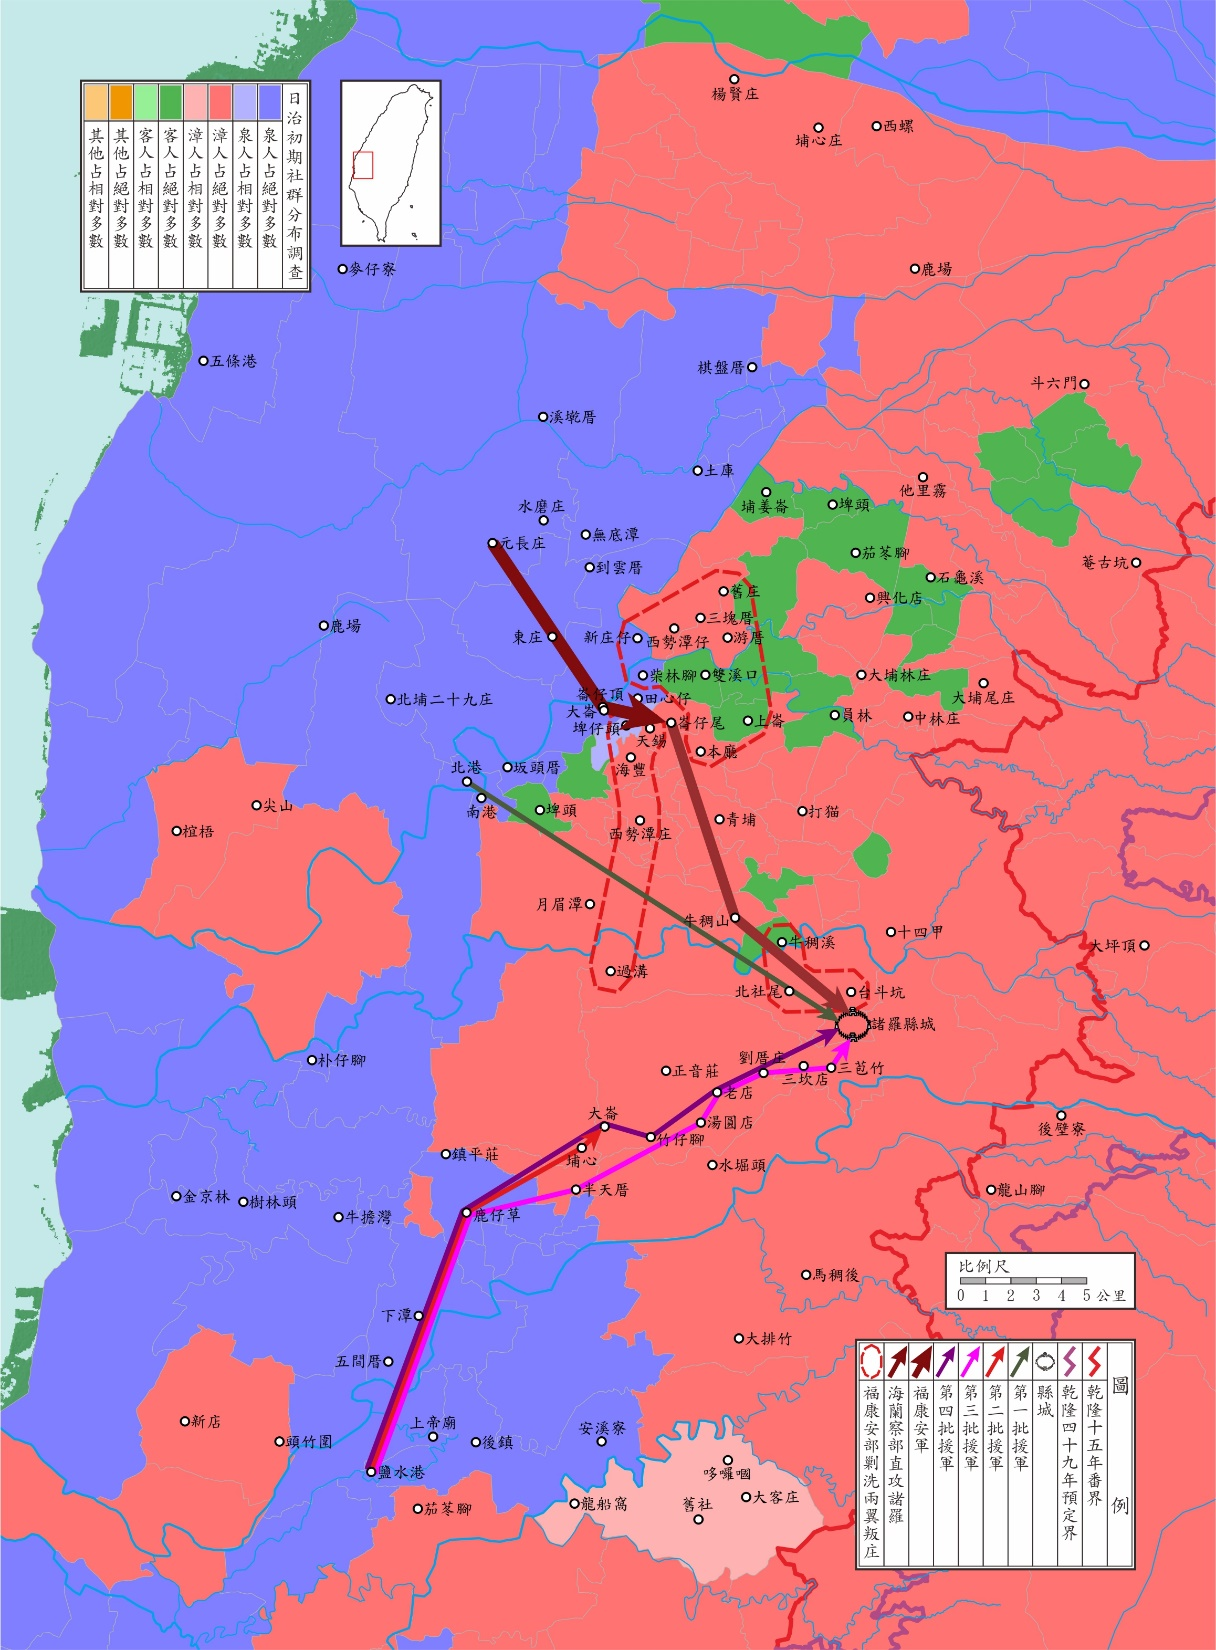 日治初期社群分布調查
泉人占絕對多數
泉人占相對多數
漳人占絕對多數
漳人占相對多數
客人占絕對多數
客人占相對多數
其他占絕對多數
其他占相對多數
楊賢庄
埔心庄
西螺
麥仔寮
鹿場
五條港
棋盤厝
斗六門
溪墘厝
土庫
他里霧
埔姜崙
埤頭
水磨庄
無底潭
元長庄
茄苳腳
菴古坑
到雲厝
石龜溪
舊庄
興化店
三塊厝
鹿場
東庄
新庄仔
西勢潭仔
游厝
柴林腳
雙溪口
大埔林庄
大埔尾庄
北埔二十九庄
崙仔頂
田心仔
大崙
崙仔尾
上崙
員林
中林庄
埤仔頭
天錫
本廳
北港
坂頭厝
海豐
尖山
南港
埤頭
打猫
楦梧
西勢潭庄
青埔
月眉潭
牛稠山
十四甲
牛稠溪
大坪頂
過溝
北社尾
台斗坑
諸羅縣城
朴仔腳
正音莊
劉厝庄
三坎店
三苞竹
老店
大崙
湯圓店
後壁寮
竹仔腳
鎮平莊
埔心
水堀頭
金京林
樹林頭
半天厝
龍山腳
牛擔灣
鹿仔草
馬稠後
比例尺
0 1 2 3 4 5 公里
下潭
大排竹
五間厝
新店
頭竹圍
上帝廟
後鎮
安溪寮
鹽水港
哆囉嘓
茄苳腳
龍船窩
舊社
大客庄
圖例
乾隆十五年番界
乾隆四十九年預定界
縣城
第一批援軍
第二批援軍
第三批援軍
第四批援軍
福康安軍
海蘭察部直攻諸羅
福康安部剿洗兩翼叛庄